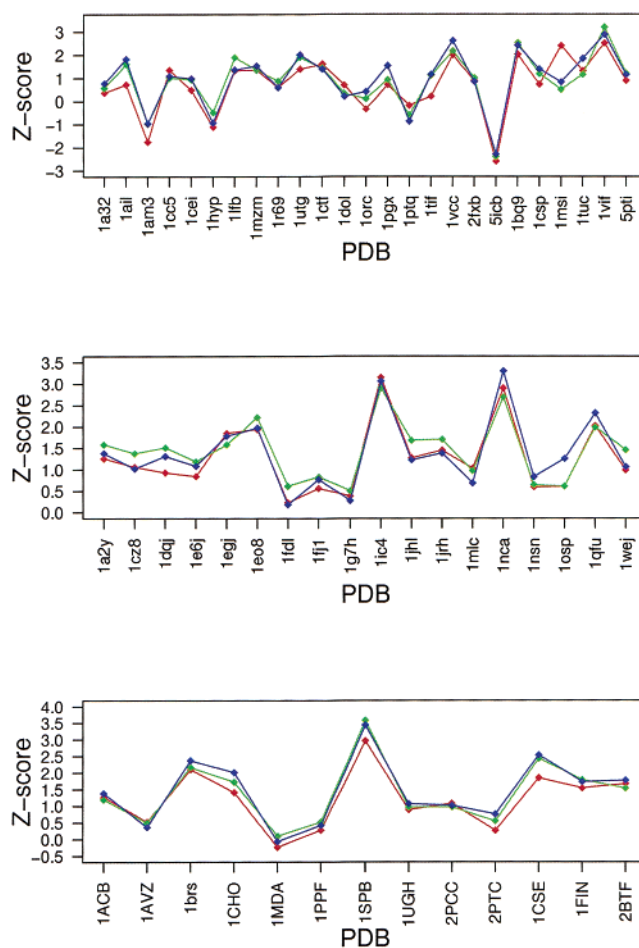 Z-score
3
2
1
0
−1
−2
−3
1a32 1ail 1am3 1cc5 1cei 1hyp 1lfb 1mzm 1r69 1utg 1ctf 1dol 1orc 1pgx 1ptq 1tif 1vcc 2fxb 5icb 1bq9 1csp 1msi 1tuc 1vif 5pti
PDB
Z-score
3.5
3.0
2.5
2.0
1.5
1.0
0.5
0.0
1a2y 1cz8 1dqj 1e6j 1egj 1eo8 1fdl 1fj1 1g7h 1ic4 1jhl 1jrh 1mlc 1nca 1nsn 1osp 1qfu 1wej
PDB
Z-score
4.0
3.5
3.0
2.5
2.0
1.5
1.0
0.5
0.0
−0.5
1ACB 1AVZ 1brs 1CHO 1MDA 1PPF 1SPB 1UGH 2PCC 2PTC 1CSE 1FIN 2BTF
PDB